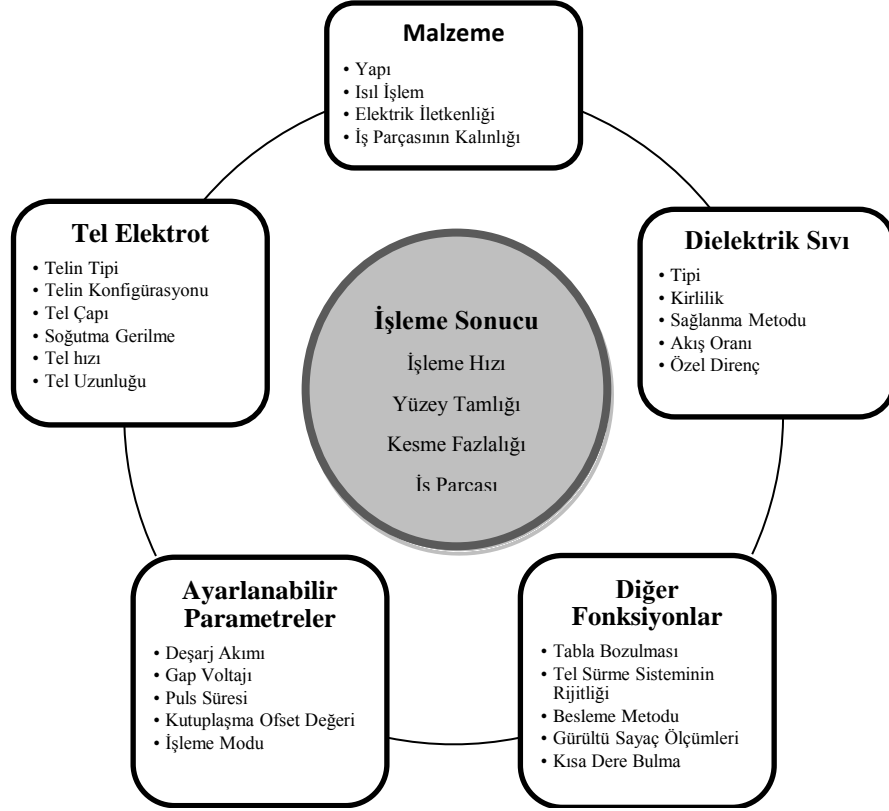 Malzeme
• Yapı
• Isıl İşlem
• Elektrik İletkenliği
• İş Parçasının Kalınlığı
Tel Elektrot
• Telin Tipi
• Telin Konfigürasyonu
• Tel Çapı
• Soğutma Gerilme
• Tel hızı
• Tel Uzunluğu
Dielektrik Sıvı
• Tipi
• Kirlilik
• Sağlanma Metodu
• Akış Oranı
• Özel Direnç
İşleme Sonucu
İşleme Hızı
Yüzey Tamlığı
Kesme Fazlalığı
İş Parçası
Ayarlanabilir
Parametreler
• Deşarj Akımı
• Gap Voltajı
• Puls Süresi
• Kutuplaşma Ofset Değeri
• İşleme Modu
Diğer
Fonksiyonlar
• Tabla Bozulması
• Tel Sürme Sisteminin
Rijitliği
• Besleme Metodu
• Gürültü Sayaç Ölçümleri
• Kısa Dere Bulma